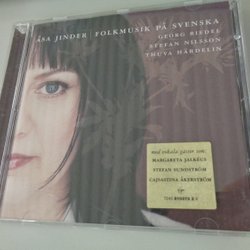 ÅSA JINDER | FOLKMUSIK PÅ SVENSKA
GEORG RIEDEL
STEFAN NILSSON
THUVA HÄRDELIN
med vokala gäster som:
MARGARETA JALKÉUS
STEFAN SUNDSTRÖM
CAJSASTINA ÅKERSTRÖM